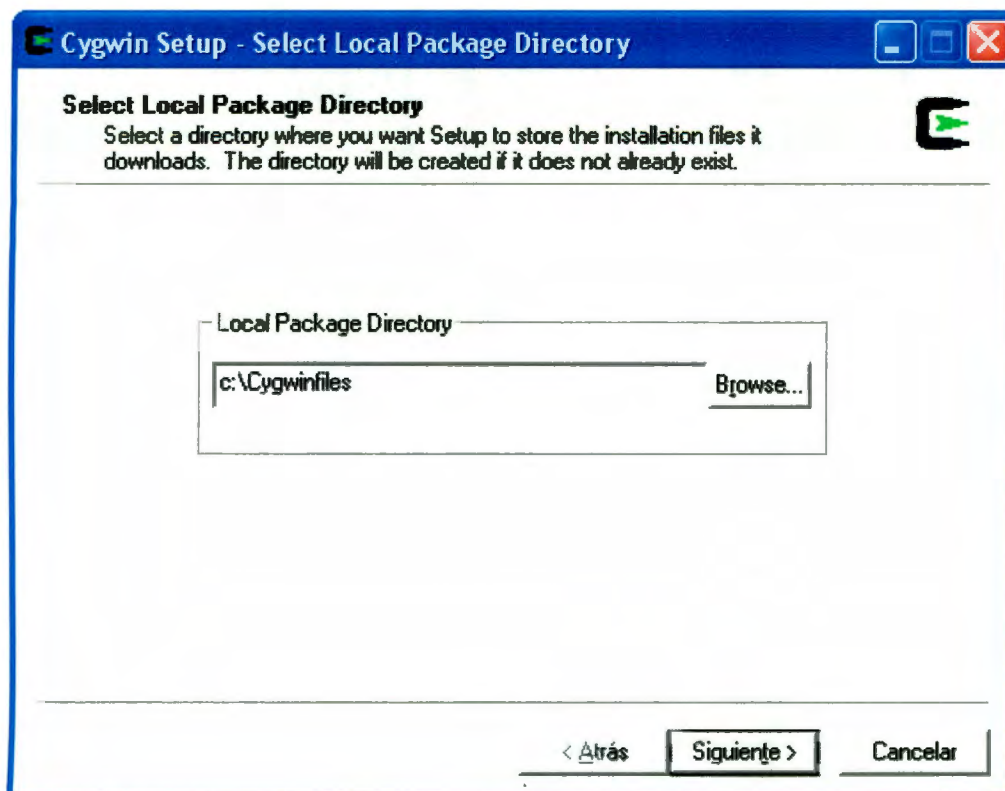 Cygwin Setup - Select Local Package Directory
Select Local Package Directory
Select a directory where you want Setup to store the installation files it
downloads. The directory will be created if it does not already exist.
Local Package Directory
c:\Cygwinfiles
Browse...
< Atrás
Siguiente >
Cancelar